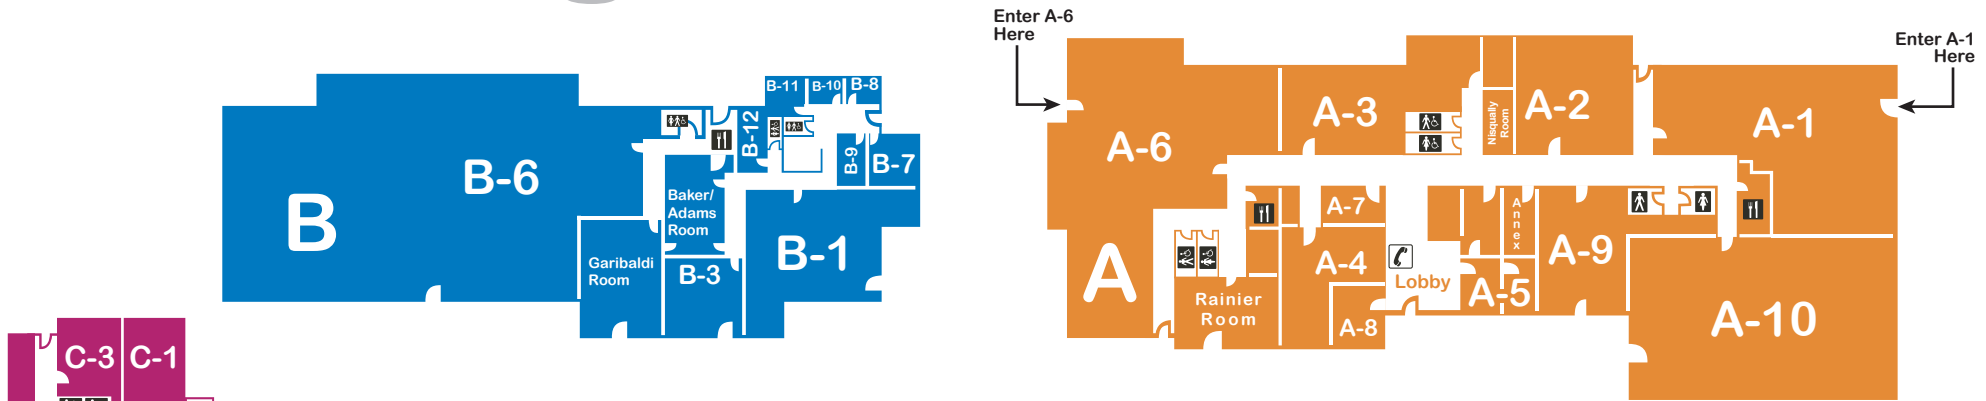 Enter A-6
Here
Enter A-1
Here
B-11
B-10
B-8
B-12
B-9
B-7
B-6
B
Baker/
Adams
Room
Garibaldi
Room
B-3
B-1
C-3
C-1
A-6
A-3
Nisqually
Room
A-2
A-1
A
A-7
A-4
Rainier
Room
A-8
Lobby
Annex
A-5
A-9
A-10